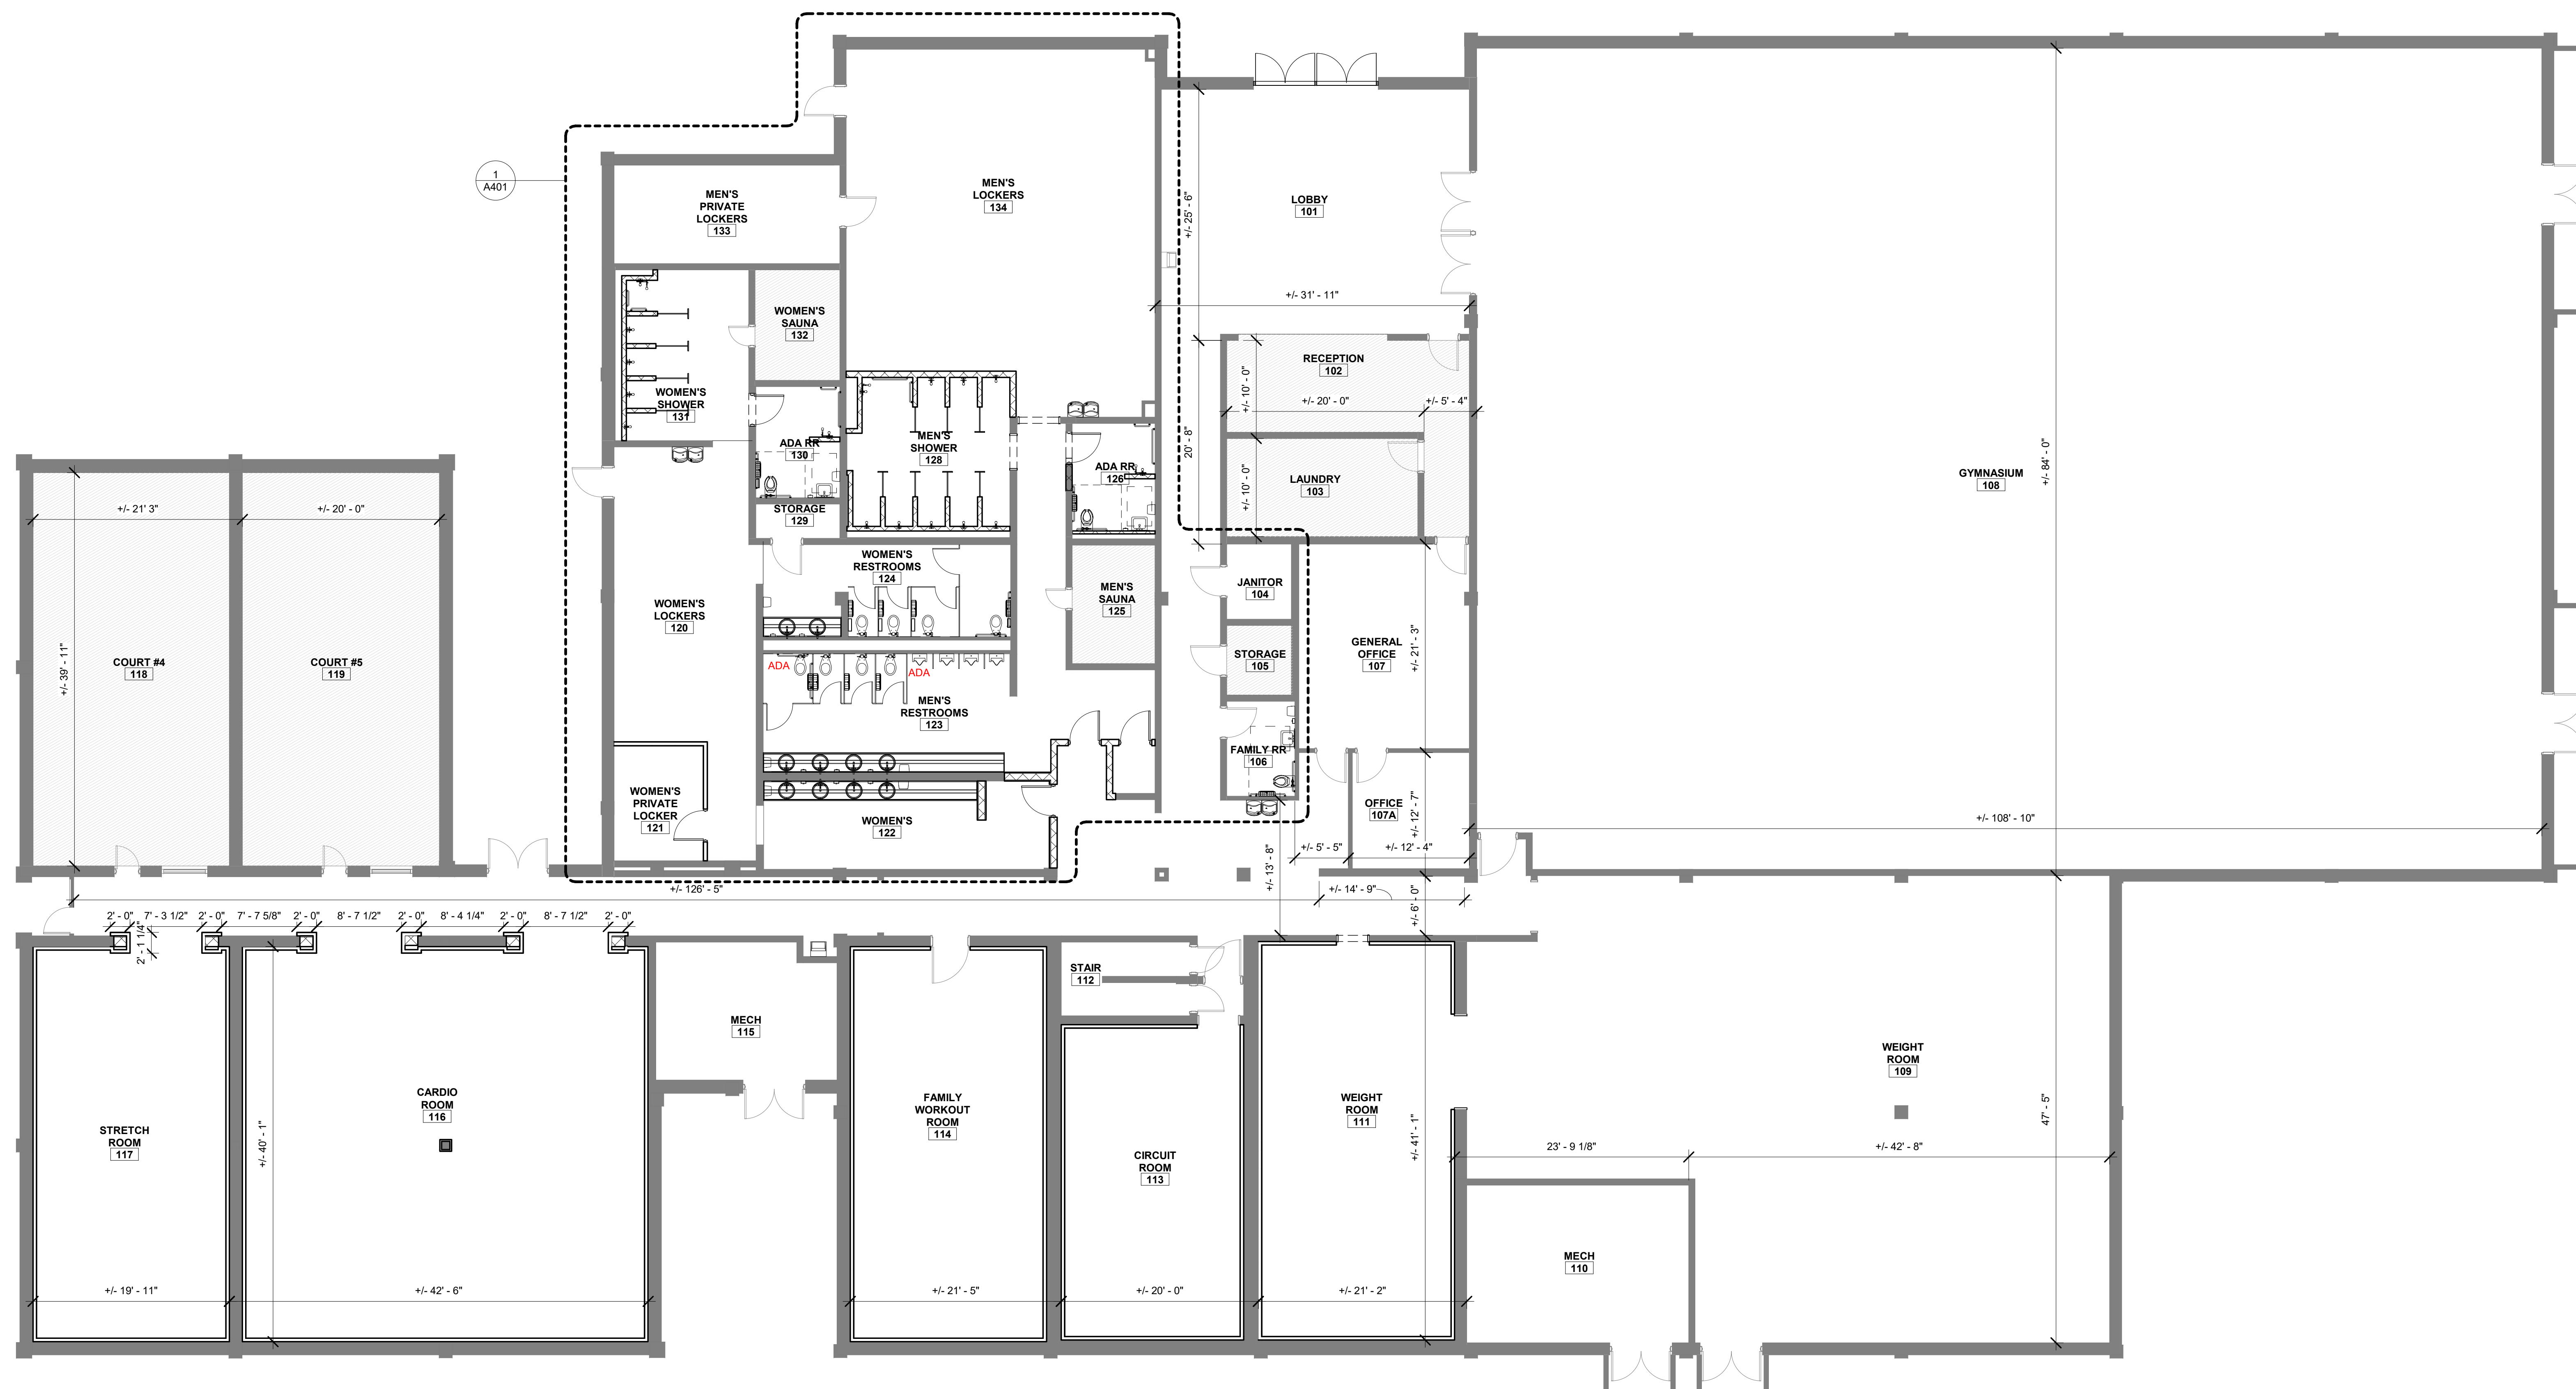 1
A401
MEN'S
PRIVATE
LOCKERS
133
MEN'S
LOCKERS
134
LOBBY
101
+/- 25' - 6"
+/- 31' - 11"
WOMEN'S
SAUNA
132
WOMEN'S
SHOWER
131
RECEPTION
102
+/- 10' - 0"
+/- 20' - 0"
+/- 5' - 4"
20' - 8"
ADA RR
130
MEN'S
SHOWER
128
ADA RR
126
LAUNDRY
103
+/- 10' - 0"
GYMNASIUM
108
+/- 84' - 0"
STORAGE
129
+/- 21' 3"
+/- 20' - 0"
WOMEN'S
RESTROOMS
124
MEN'S
SAUNA
125
JANITOR
104
WOMEN'S
LOCKERS
120
COURT #4
118
COURT #5
119
+/- 39' - 11"
STORAGE
105
GENERAL
OFFICE
107
+/- 21' - 3"
ADA
ADA
MEN'S
RESTROOMS
123
FAMILY RR
106
WOMEN'S
PRIVATE
LOCKER
121
WOMEN'S
122
OFFICE
107A
+/- 12' - 7"
+/- 108' - 10"
+/- 5' - 5"
+/- 12' - 4"
+/- 13' - 8"
+/- 126' - 5"
+/- 14' - 9"
+/- 6' - 0"
2' - 0"
7' - 3 1/2"
2' - 0"
7' - 7 5/8"
2' - 0"
8' - 7 1/2"
2' - 0"
8' - 4 1/4"
2' - 0"
8' - 7 1/2"
2' - 0"
2' - 1 1/4"
STAIR
112
MECH
115
WEIGHT
ROOM
109
CARDIO
ROOM
116
FAMILY
WORKOUT
ROOM
114
WEIGHT
ROOM
111
STRETCH
ROOM
117
+/- 40' - 1"
CIRCUIT
ROOM
113
+/- 41' - 1"
47' - 5"
23' - 9 1/8"
+/- 42' - 8"
MECH
110
+/- 19' - 11"
+/- 42' - 6"
+/- 21' - 5"
+/- 20' - 0"
+/- 21' - 2"